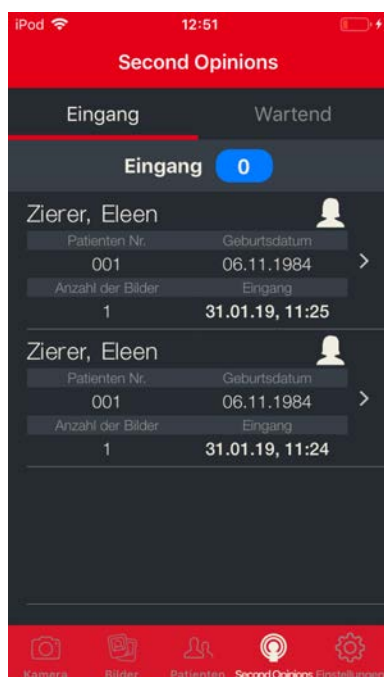 iPod 12:51
Second Opinions
Eingang Wartend
Eingang 0
Zierer, Eleen
Patienten Nr. Geburtsdatum
001 06.11.1984
Anzahl der Bilder Eingang
1 31.01.19, 11:25
Zierer, Eleen
Patienten Nr. Geburtsdatum
001 06.11.1984
Anzahl der Bilder Eingang
1 31.01.19, 11:24
Kamera Bilder Patienten Second Opinions Einstellungen